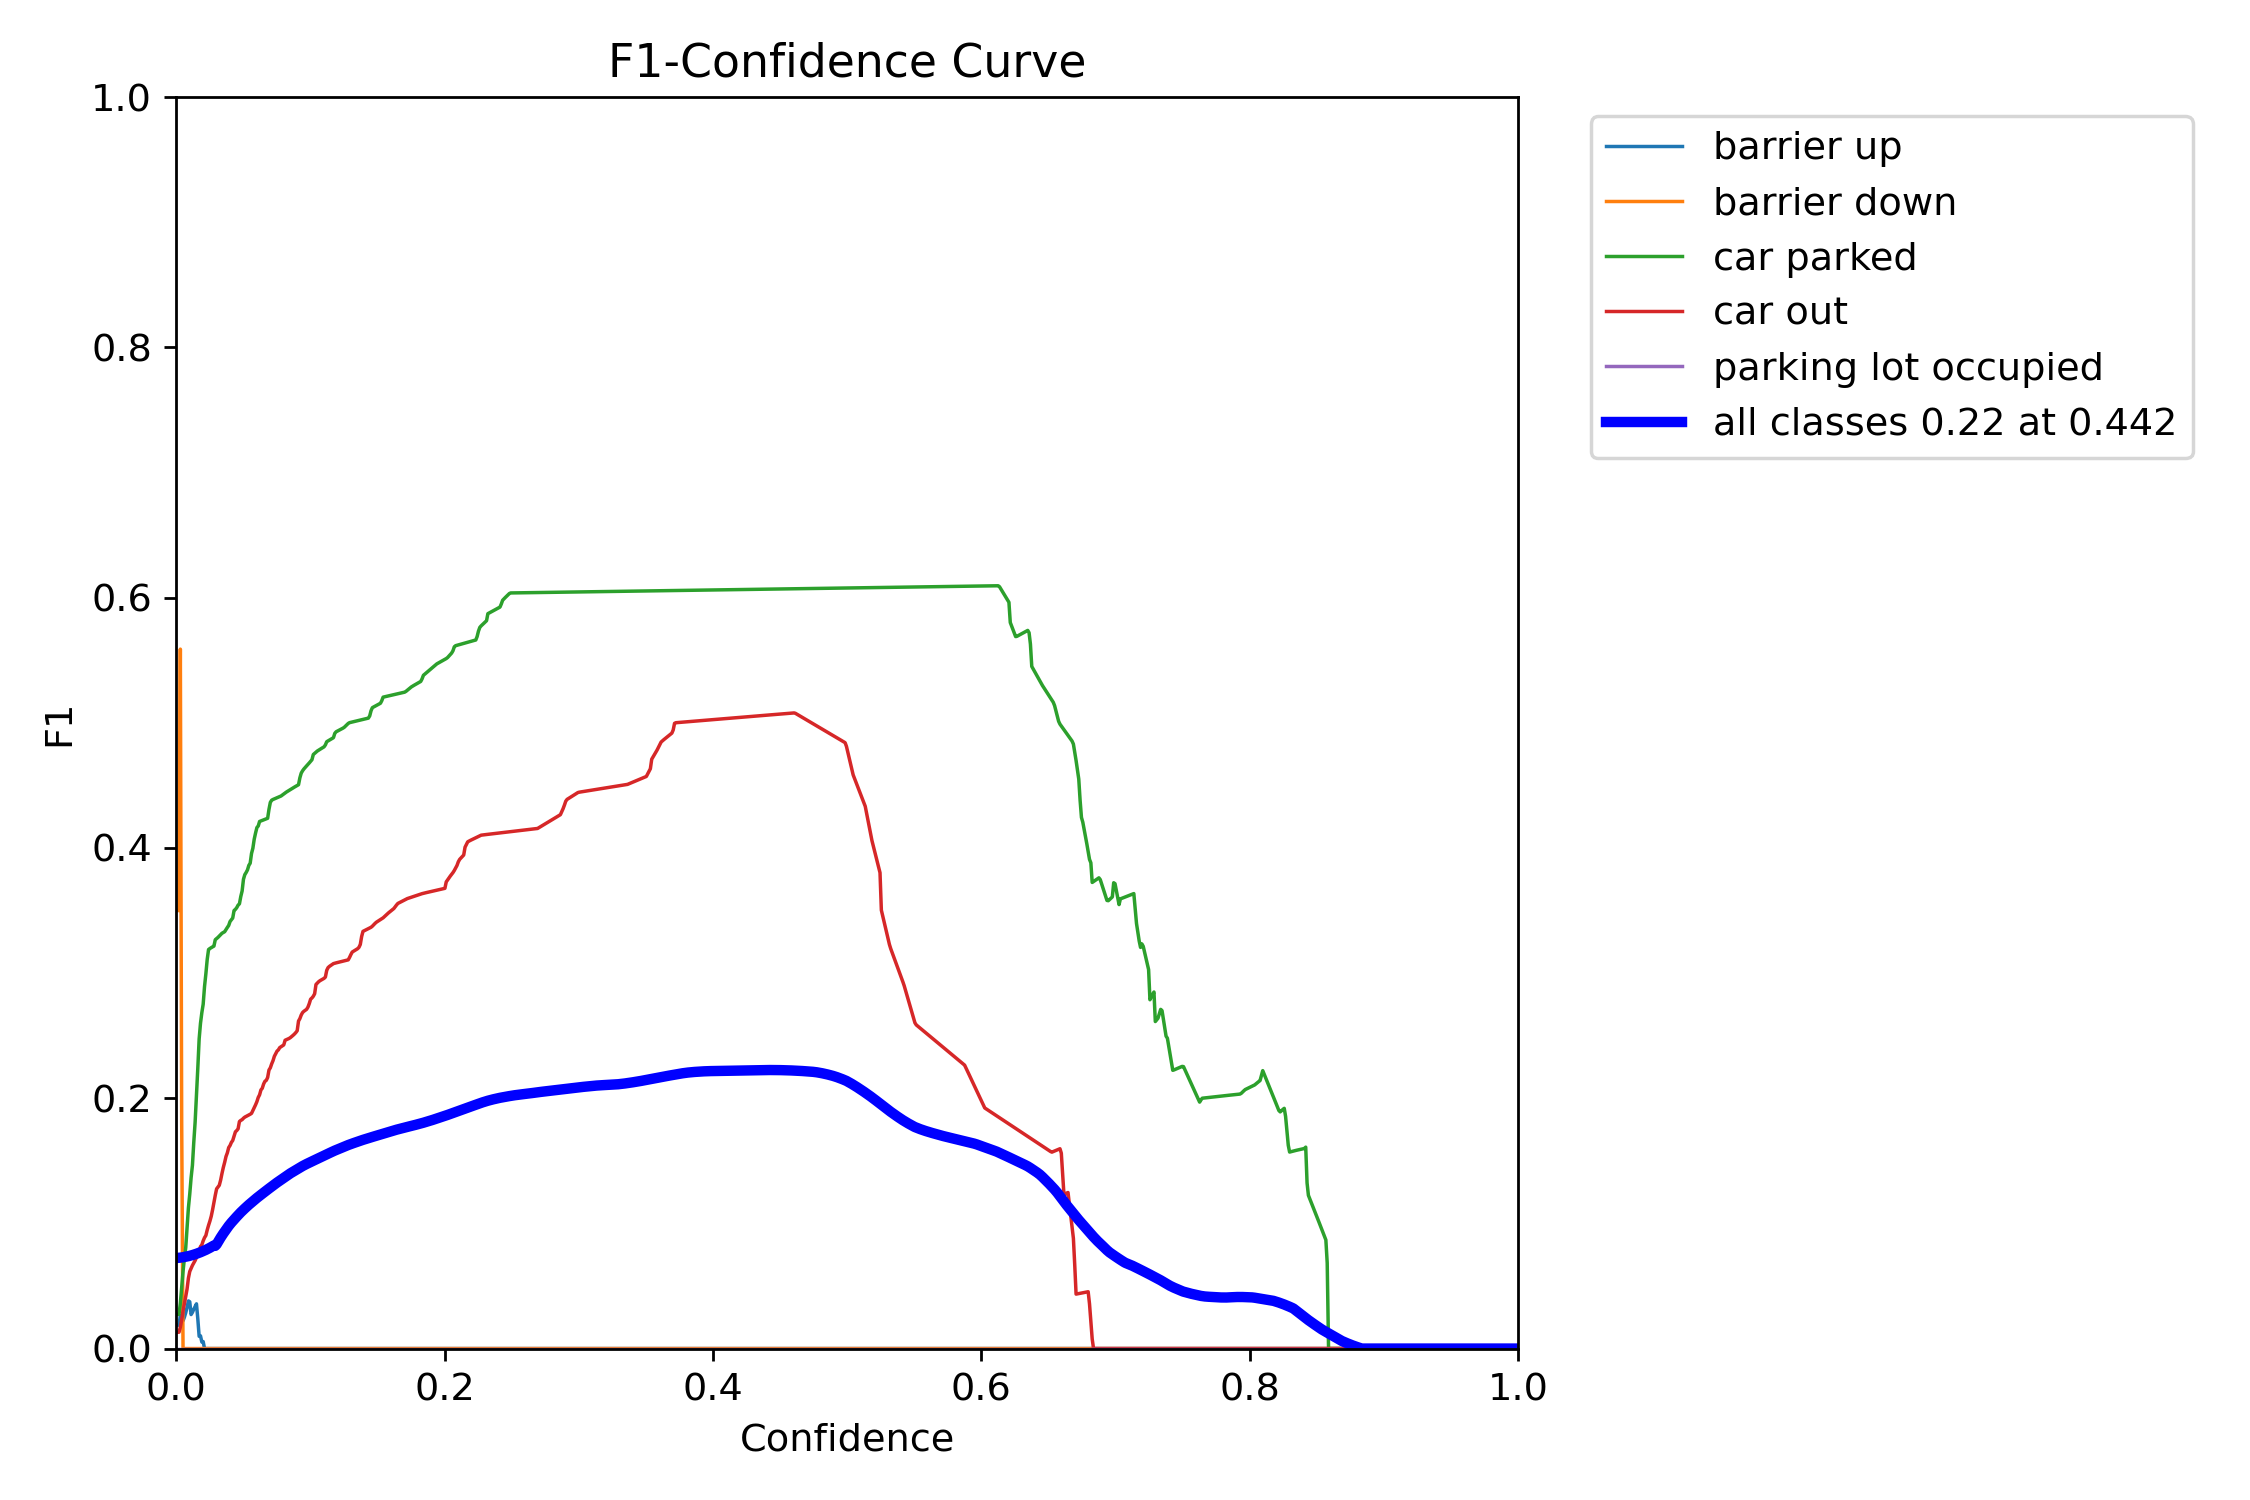 F1-Confidence Curve
1.0
0.8
0.6
0.4
0.2
0.0
F1
0.0 0.2 0.4 0.6 0.8 1.0
Confidence
barrier up
barrier down
car parked
car out
parking lot occupied
all classes 0.22 at 0.442